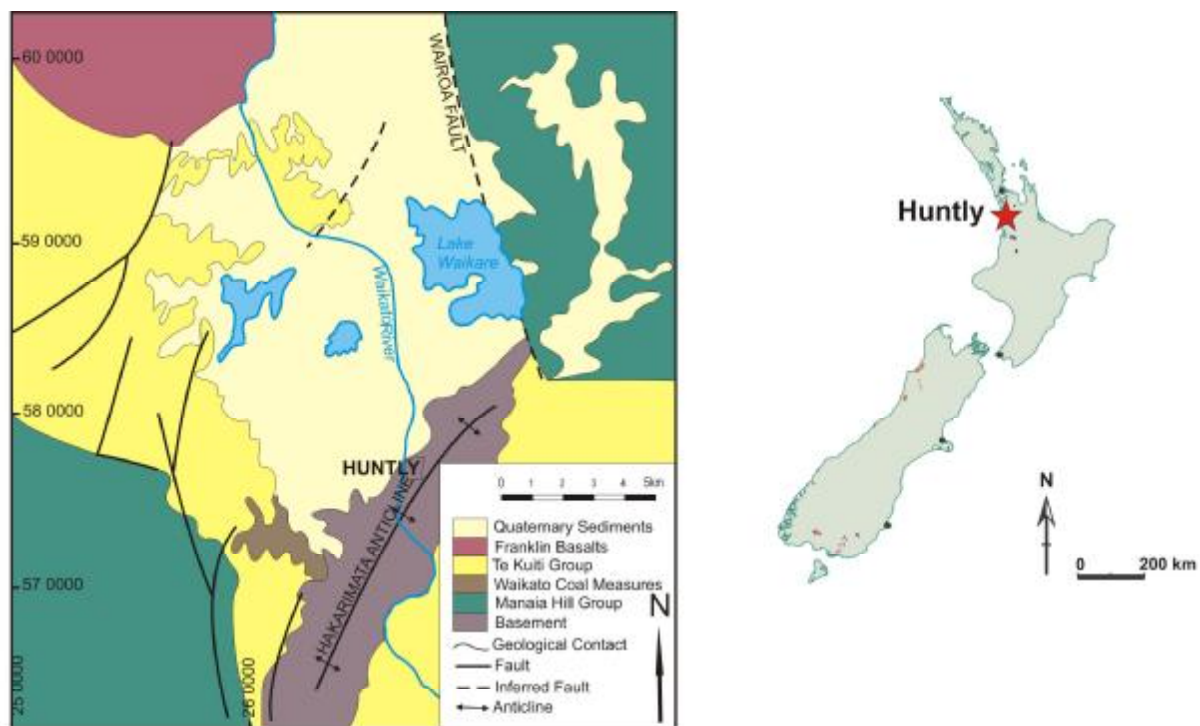 60 0000
59 0000
58 0000
57 0000
25 0000
26 0000
WAIROA FAULT
Lake
Waikare
Waikato River
HUNTLY
HAKARIMATA ANTICLINE
0 1 2 3 4 5km
Quaternary Sediments
Franklin Basalts
Te Kuiti Group
Waikato Coal Measures
Manaia Hill Group
Basement
Geological Contact
Fault
Inferred Fault
Anticline
N
Huntly
N
0 200 km